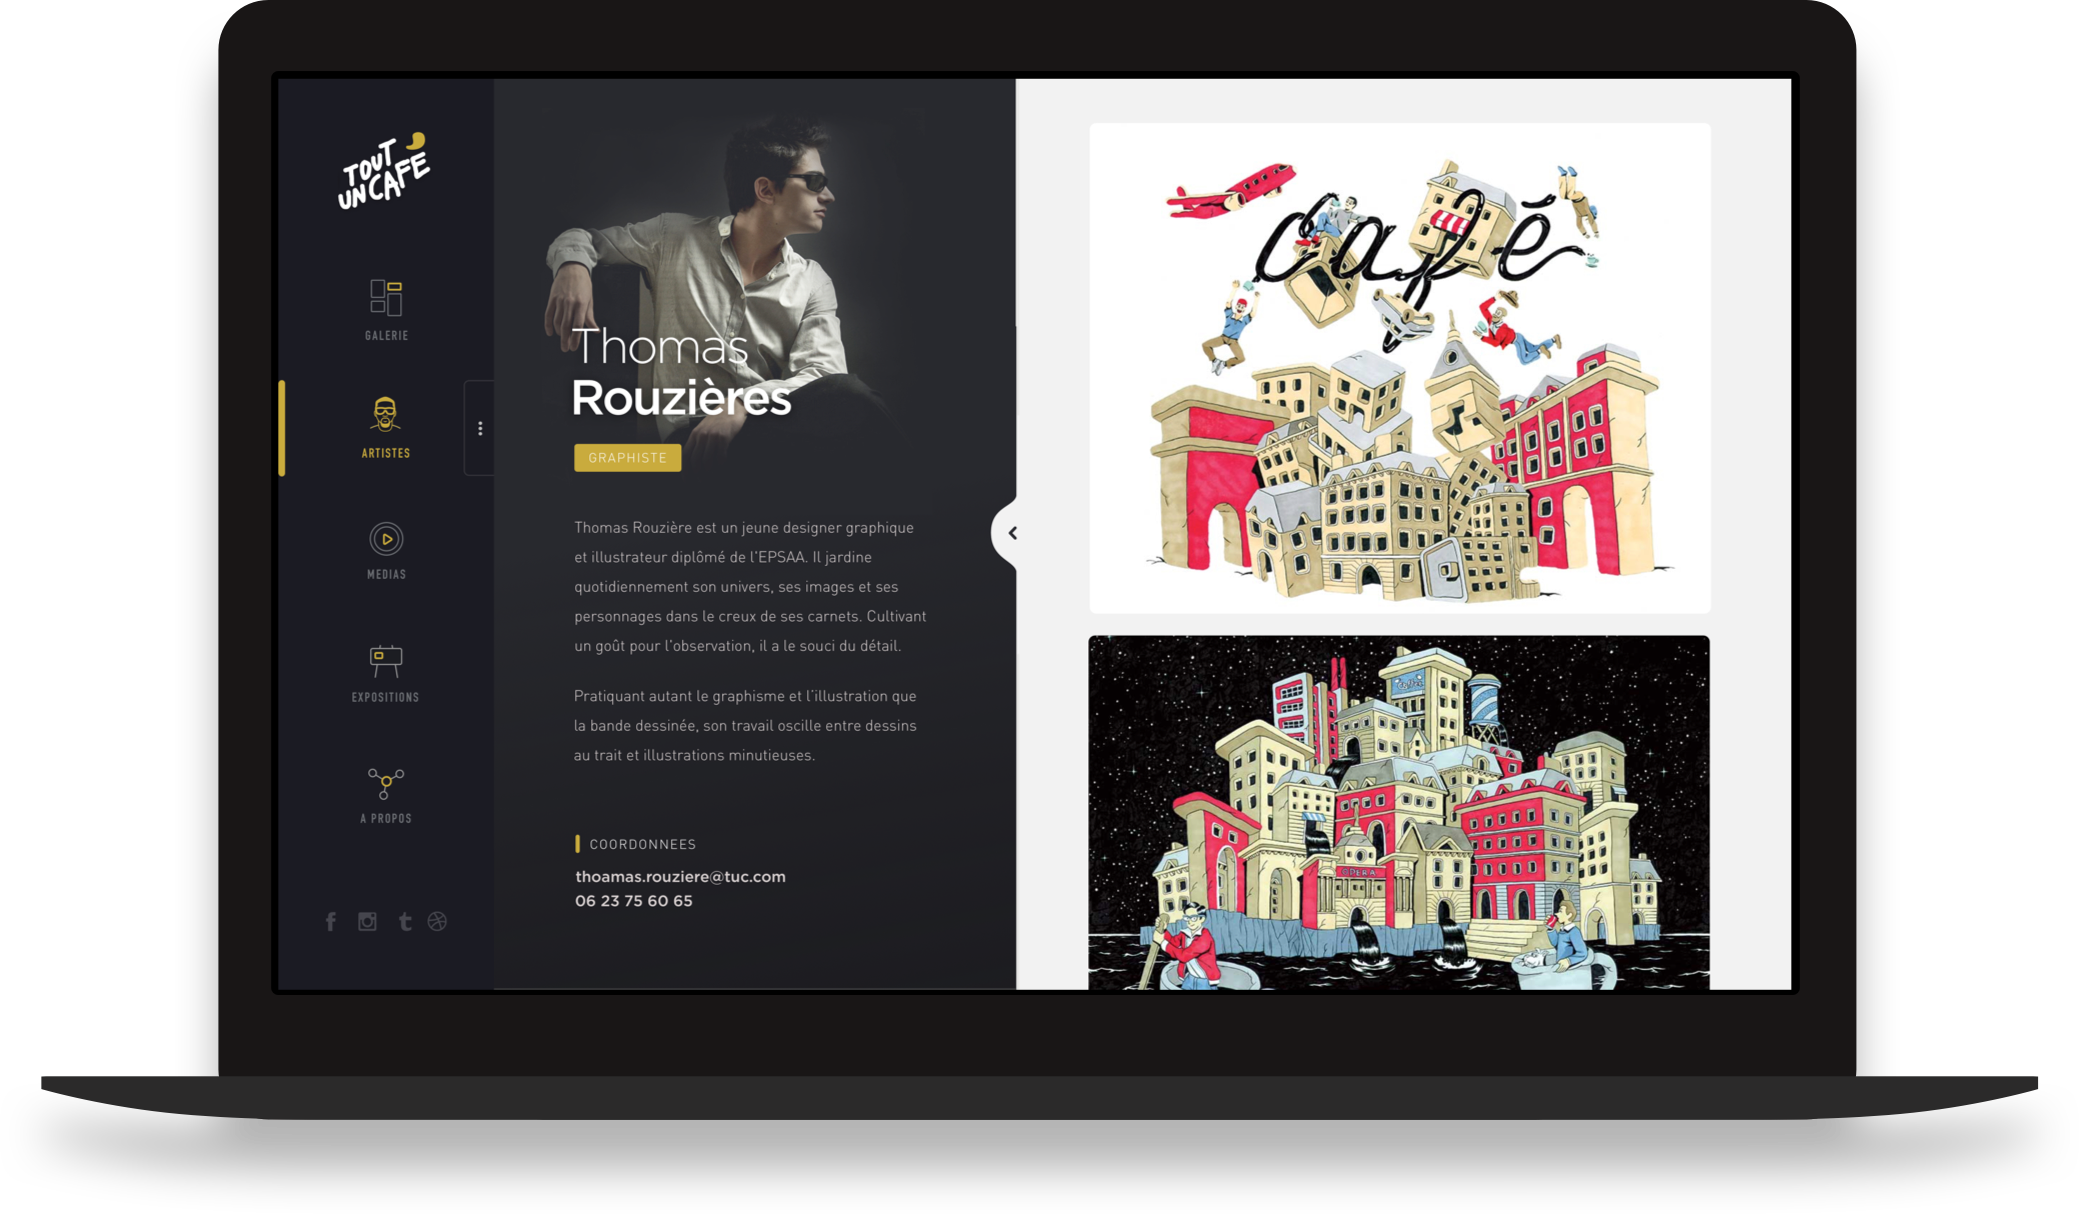 TOUT
UN CAFE
GALERIE
ARTISTES
MEDIAS
EXPOSITIONS
A PROPOS
Thomas
Rouzières
GRAPHISTE
Thomas Rouzière est un jeune designer graphique
et illustrateur diplômé de l'EPSAA. Il jardine
quotidiennement son univers, ses images et ses
personnages dans le creux de ses carnets. Cultivant
un goût pour l'observation, il a le souci du détail.
Pratiquant autant le graphisme et l'illustration que
la bande dessinée, son travail oscille entre dessins
au trait et illustrations minutieuses.
COORDONNEES
thoamas.rouziere@tuc.com
06 23 75 60 65
café
OPERA